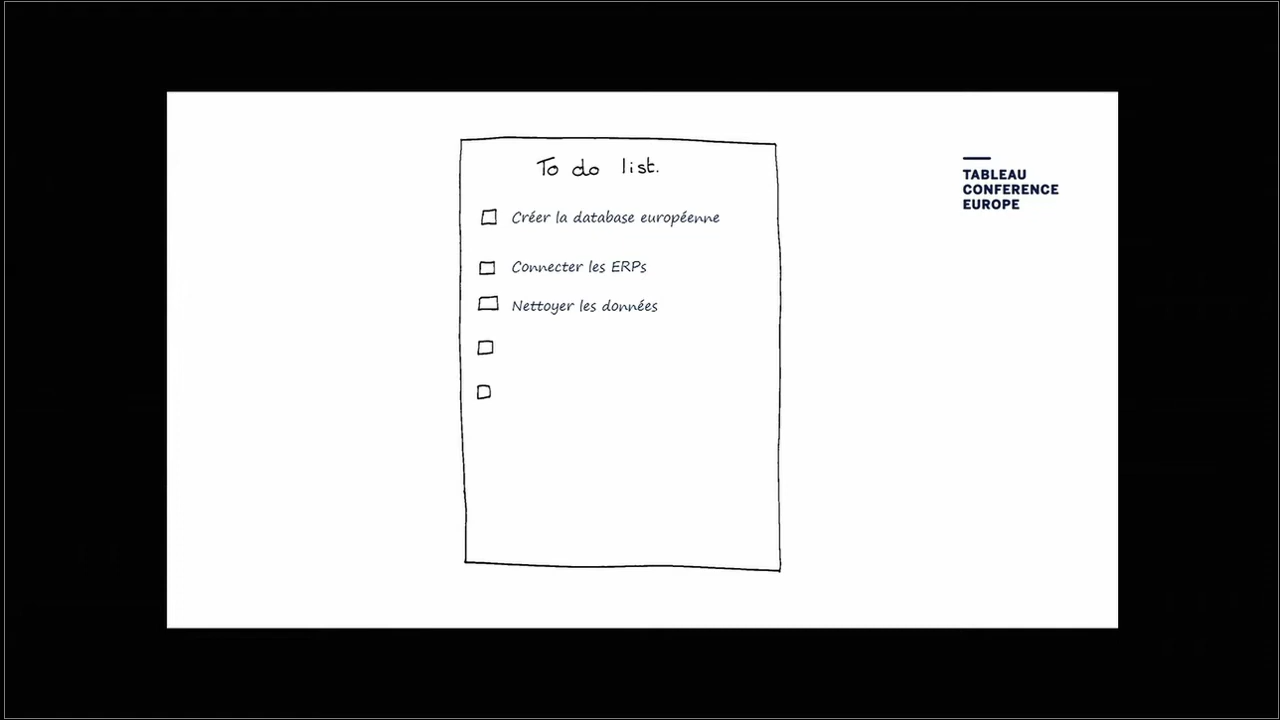 To do list.
Créer la database européenne
Connecter les ERPs
Nettoyer les données
TABLEAU
CONFERENCE
EUROPE